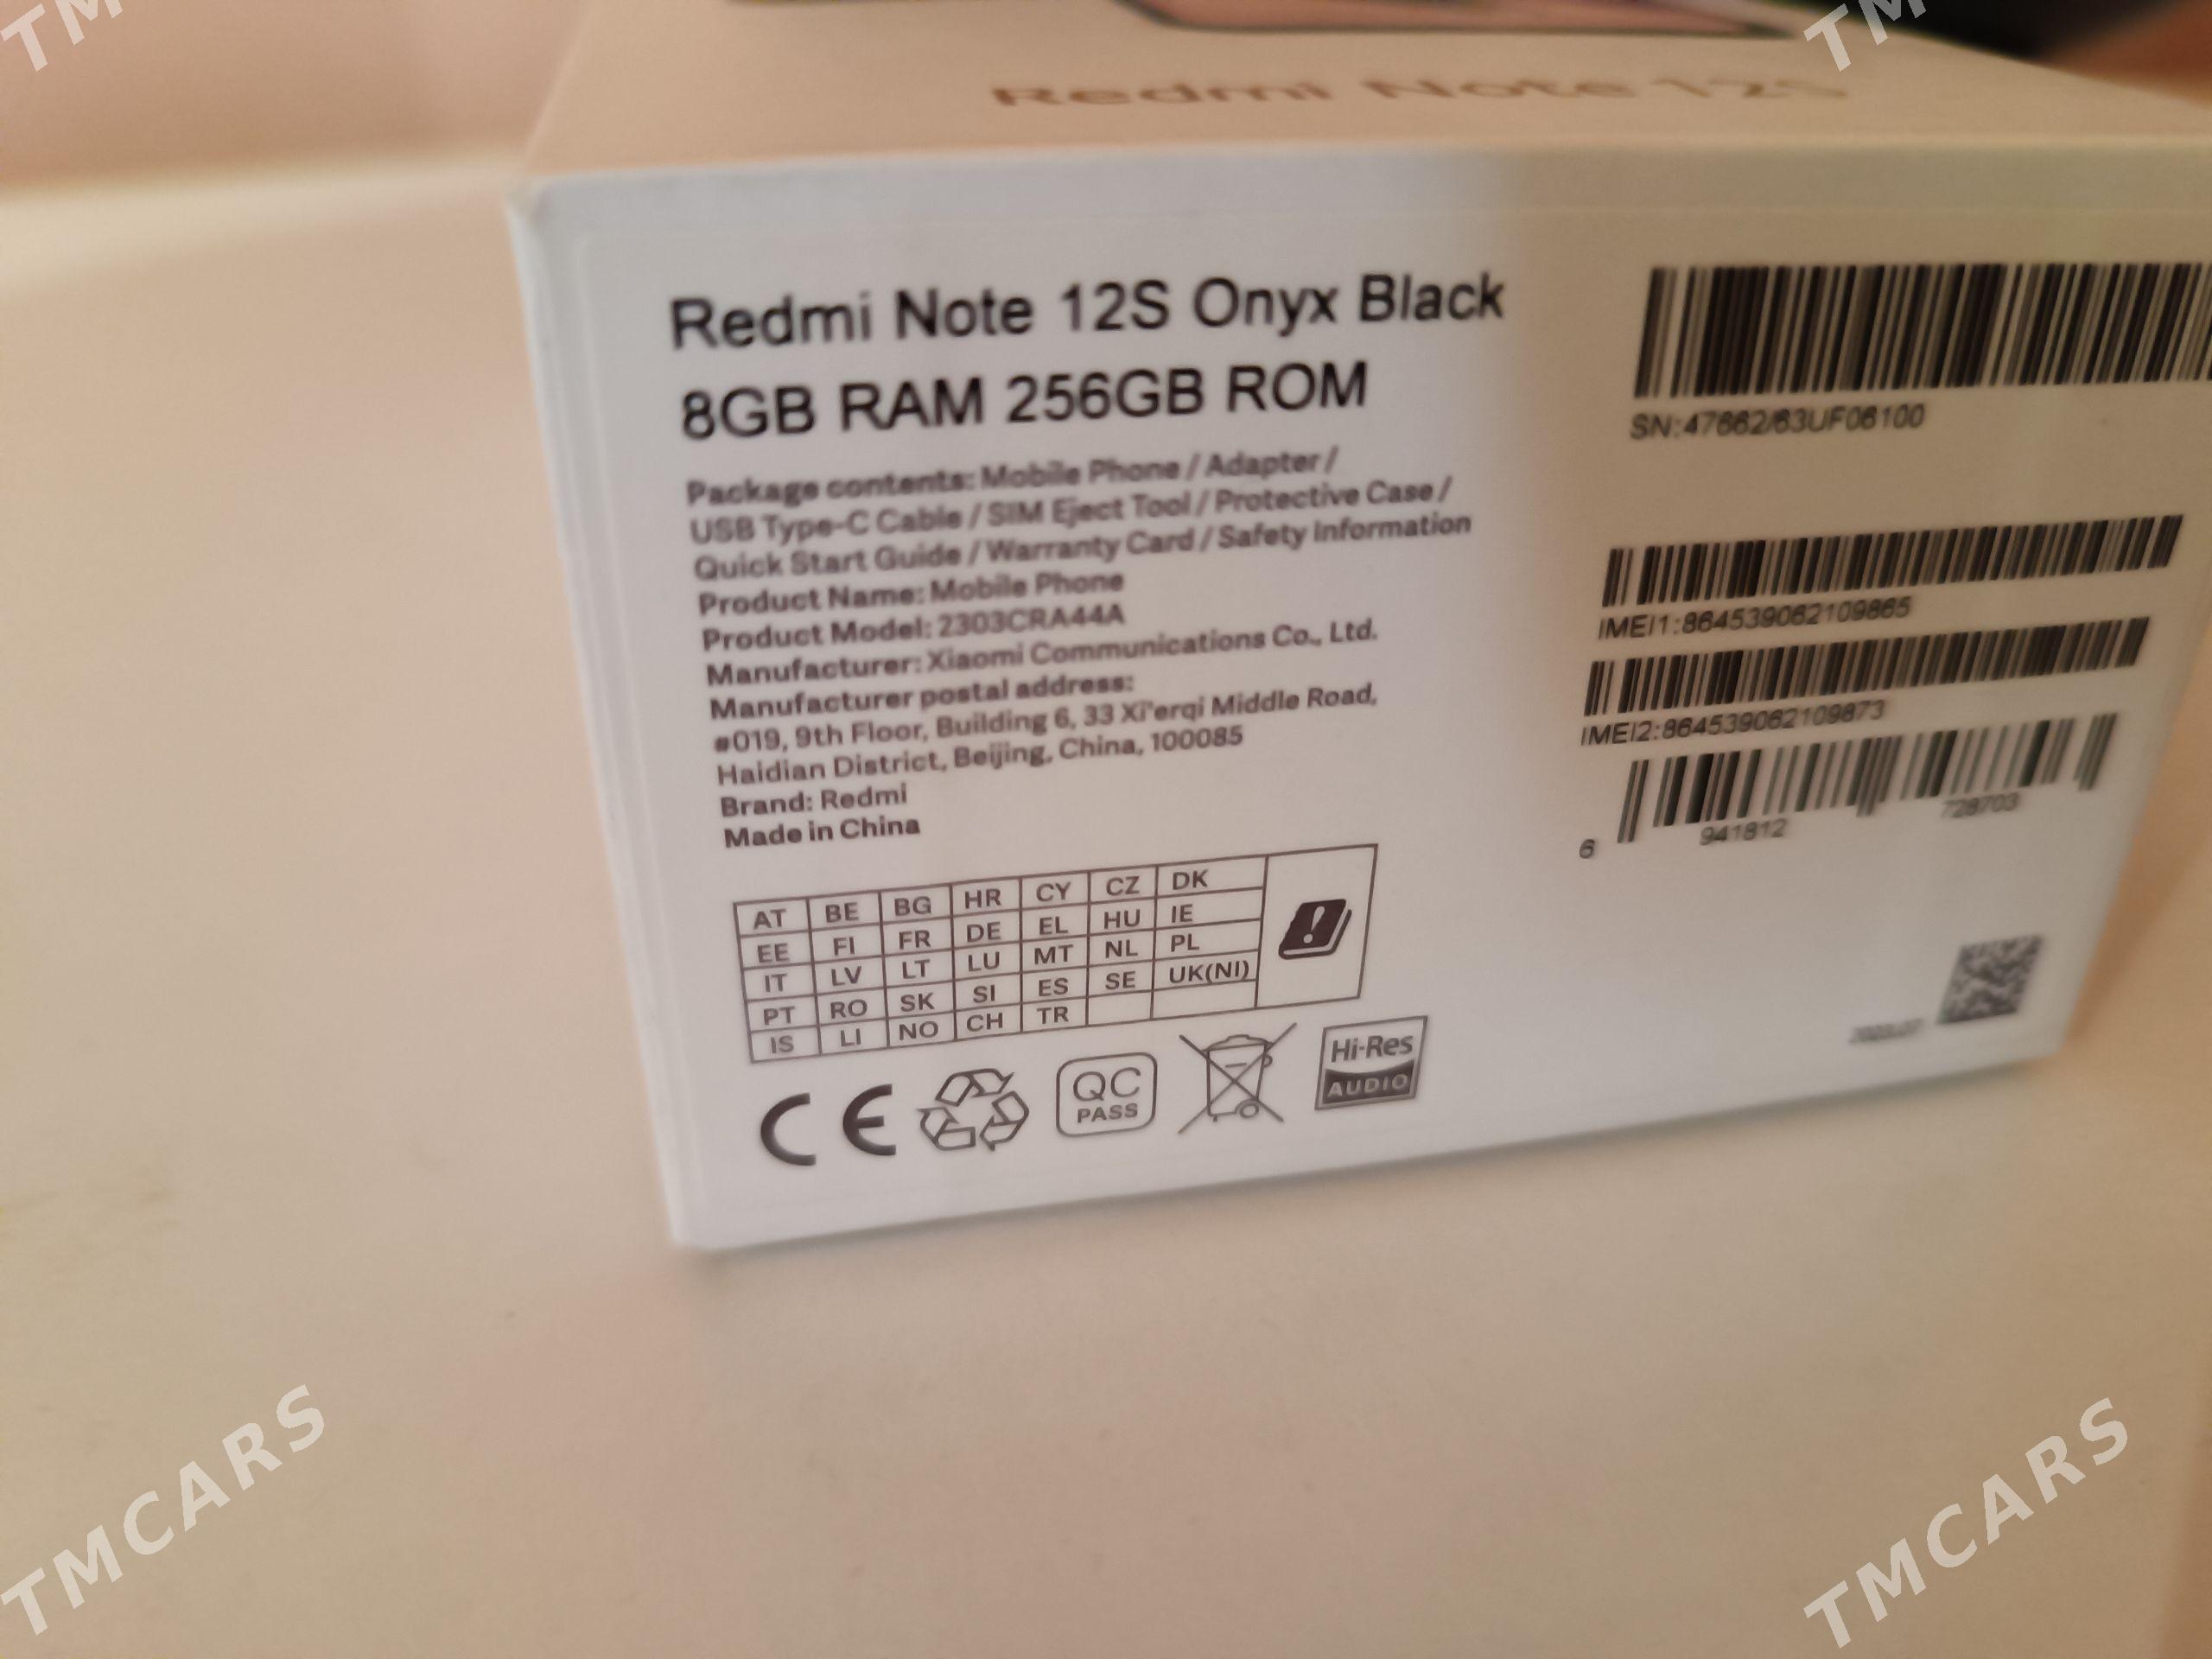 TM
TM
Redmi Note 12S
Redmi Note 12S Onyx Black
8GB RAM 256GB ROM
Package contents: Mobile Phone / Adapter /
USB Type-C Cable / SIM Eject Tool / Protective Case /
Quick Start Guide / Warranty Card / Safety Information
Product Name: Mobile Phone
Product Model: 2303CRA44A
Manufacturer: Xiaomi Communications Co., Ltd.
Manufacturer postal address:
#019, 9th Floor, Building 6, 33 Xi'erqi Middle Road,
Haidian District, Beijing, China, 100085
Brand: Redmi
Made in China
AT BE BG HR CY CZ DK
EE FI FR DE EL HU IE
IT LV LT LU MT NL PL
PT RO SK SI ES SE UK(NI)
IS LI NO CH TR
CE
QC
PASS
Hi-Res
AUDIO
SN:47662/63UF06100
IMEI1:864539062109865
IMEI2:864539062109873
6 941812 728703
TMCARS
TMCARS